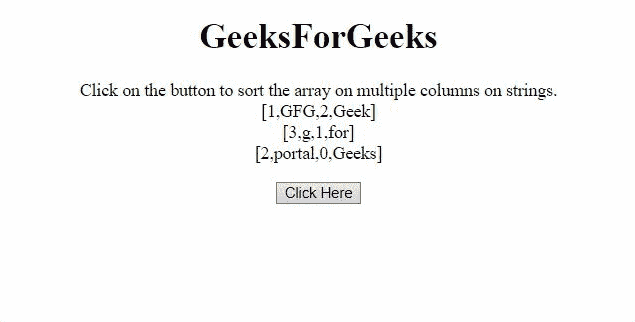 GeeksForGeeks
Click on the button to sort the array on multiple columns on strings.
[1,GFG,2,Geek]
[3,g,1,for]
[2,portal,0,Geeks]
Click Here